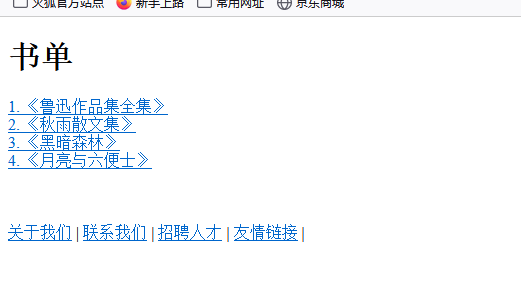 火狐官方站点 新手上路 常用网址 京东商城
书单
1. 《鲁迅作品集全集》
2. 《秋雨散文集》
3. 《黑暗森林》
4. 《月亮与六便士》
关于我们 | 联系我们 | 招聘人才 | 友情链接 |